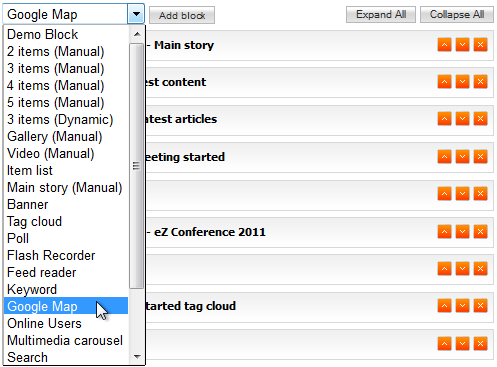 Google Map Add block Expand All Collapse All
Demo Block
- Main story
2 items (Manual)
3 items (Manual)
est content
4 items (Manual)
5 items (Manual)
3 items (Dynamic)
atest articles
Gallery (Manual)
Video (Manual)
eeting started
Item list
Main story (Manual)
Banner
Tag cloud
- eZ Conference 2011
Poll
Flash Recorder
Feed reader
Keyword
Google Map
started tag cloud
Online Users
Multimedia carousel
Search